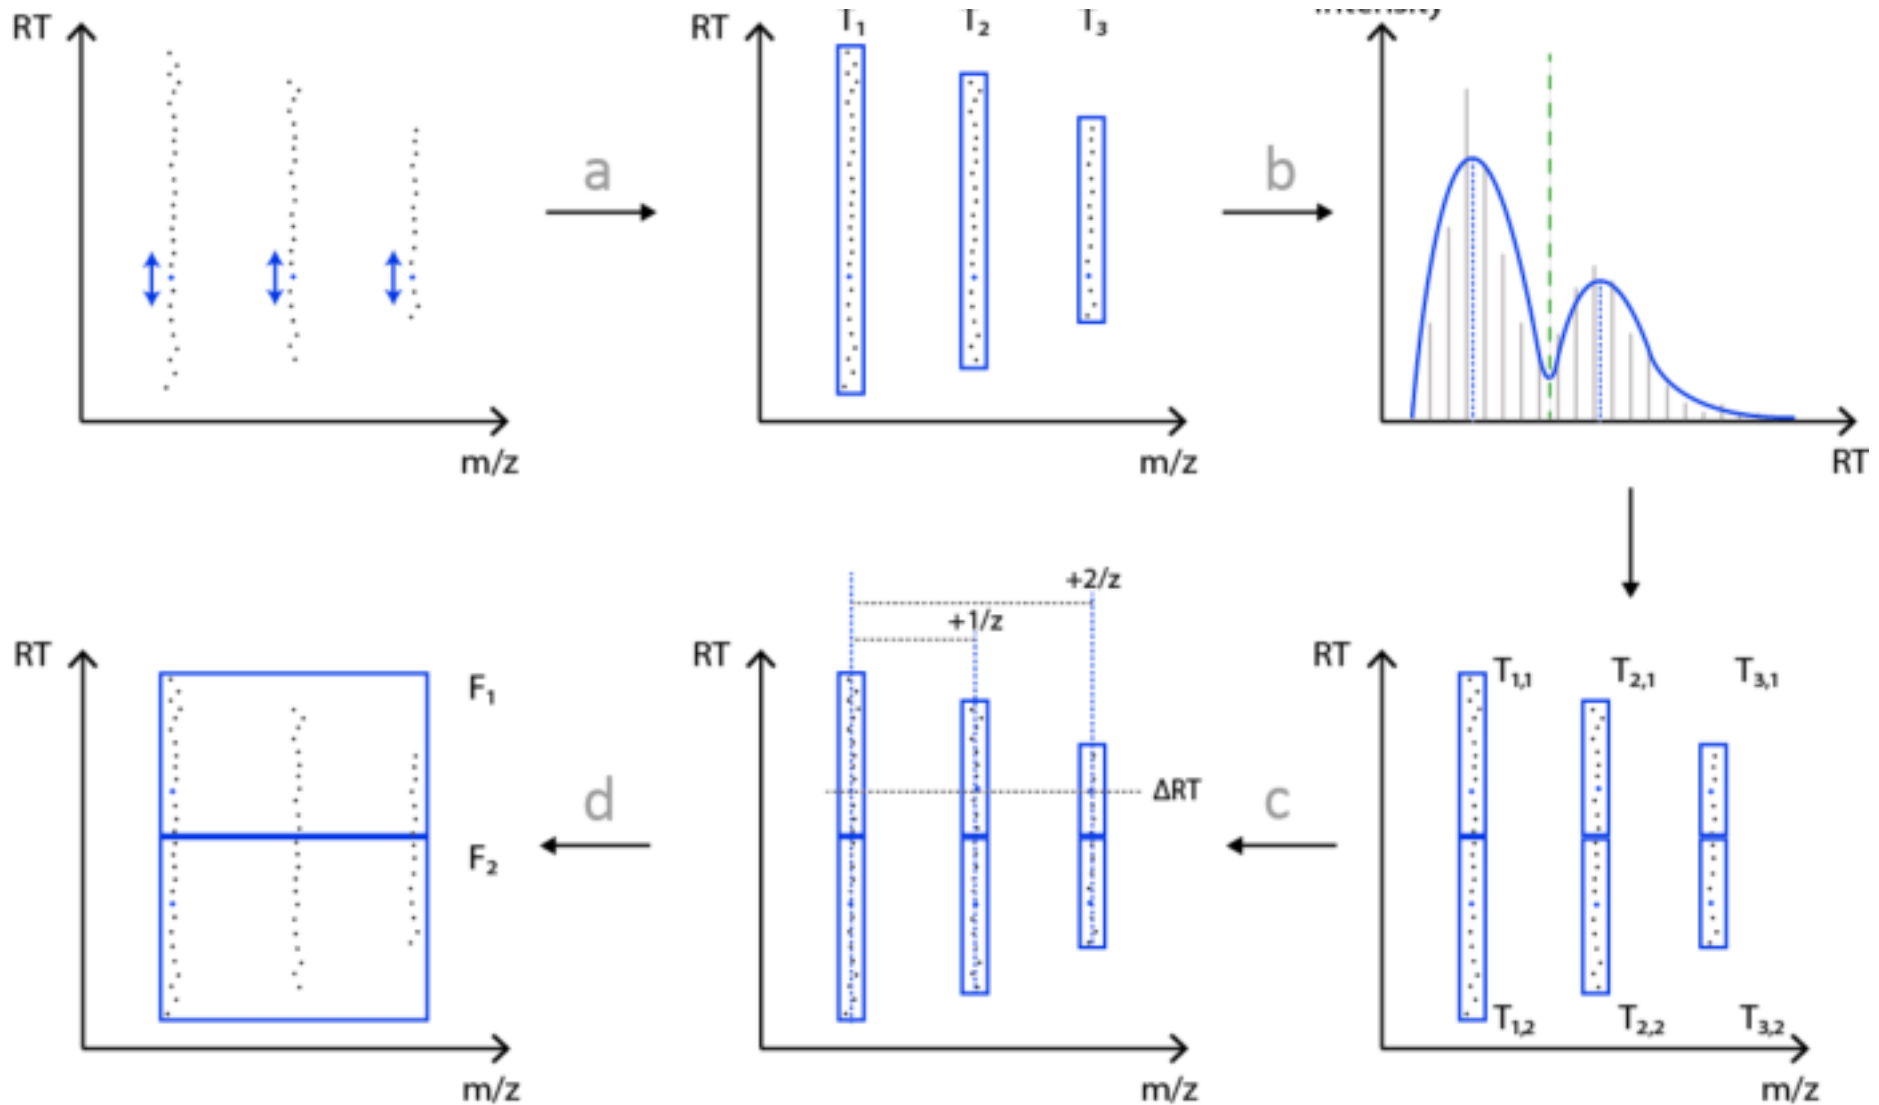 RT
m/z
a
RT
T₁
T₂
T₃
m/z
b
Intensity
RT
RT
T₁,₁
T₂,₁
T₃,₁
T₁,₂
T₂,₂
T₃,₂
m/z
c
RT
+2/z
+1/z
ΔRT
m/z
d
RT
F₁
F₂
m/z